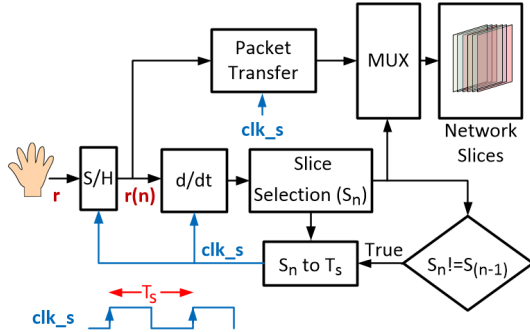 Packet
Transfer
MUX
clk_s
Network
Slices
r
S/H
r(n)
d/dt
Slice
Selection (Sn)
clk_s
Sn to Ts
True
Sn!=S(n-1)
Ts
clk_s